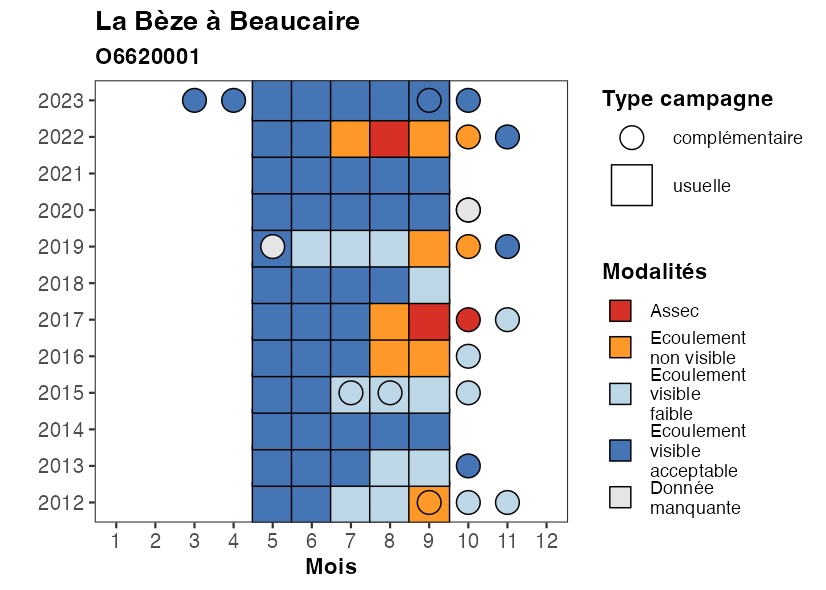 La Bèze à Beaucaire
O6620001
2023
2022
2021
2020
2019
2018
2017
2016
2015
2014
2013
2012
1 2 3 4 5 6 7 8 9 10 11 12
Mois
Type campagne
complémentaire
usuelle
Modalités
Assec
Ecoulement
non visible
Ecoulement
visible
faible
Ecoulement
visible
acceptable
Donnée
manquante